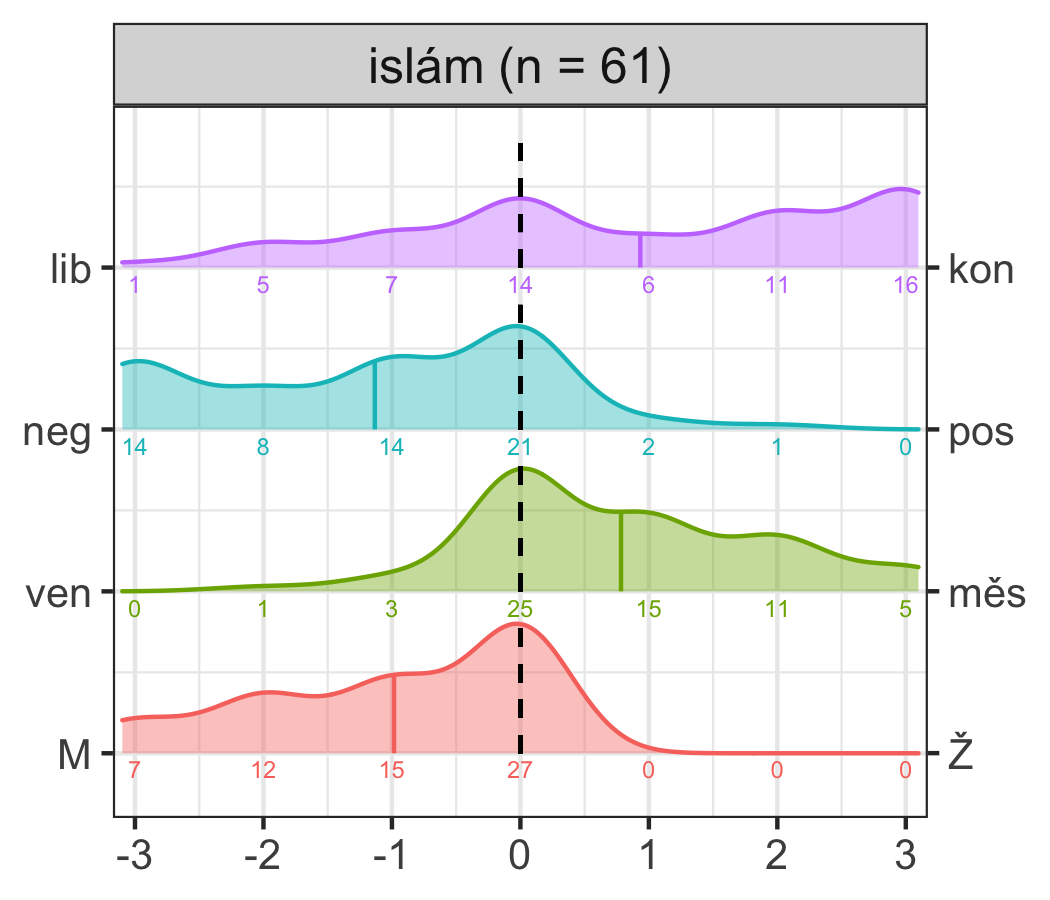 islám (n = 61)
lib kon
1 5 7 14 6 11 16
neg pos
14 8 14 21 2 1 0
ven měs
0 1 3 25 15 11 5
M Ž
7 12 15 27 0 0 0
-3 -2 -1 0 1 2 3